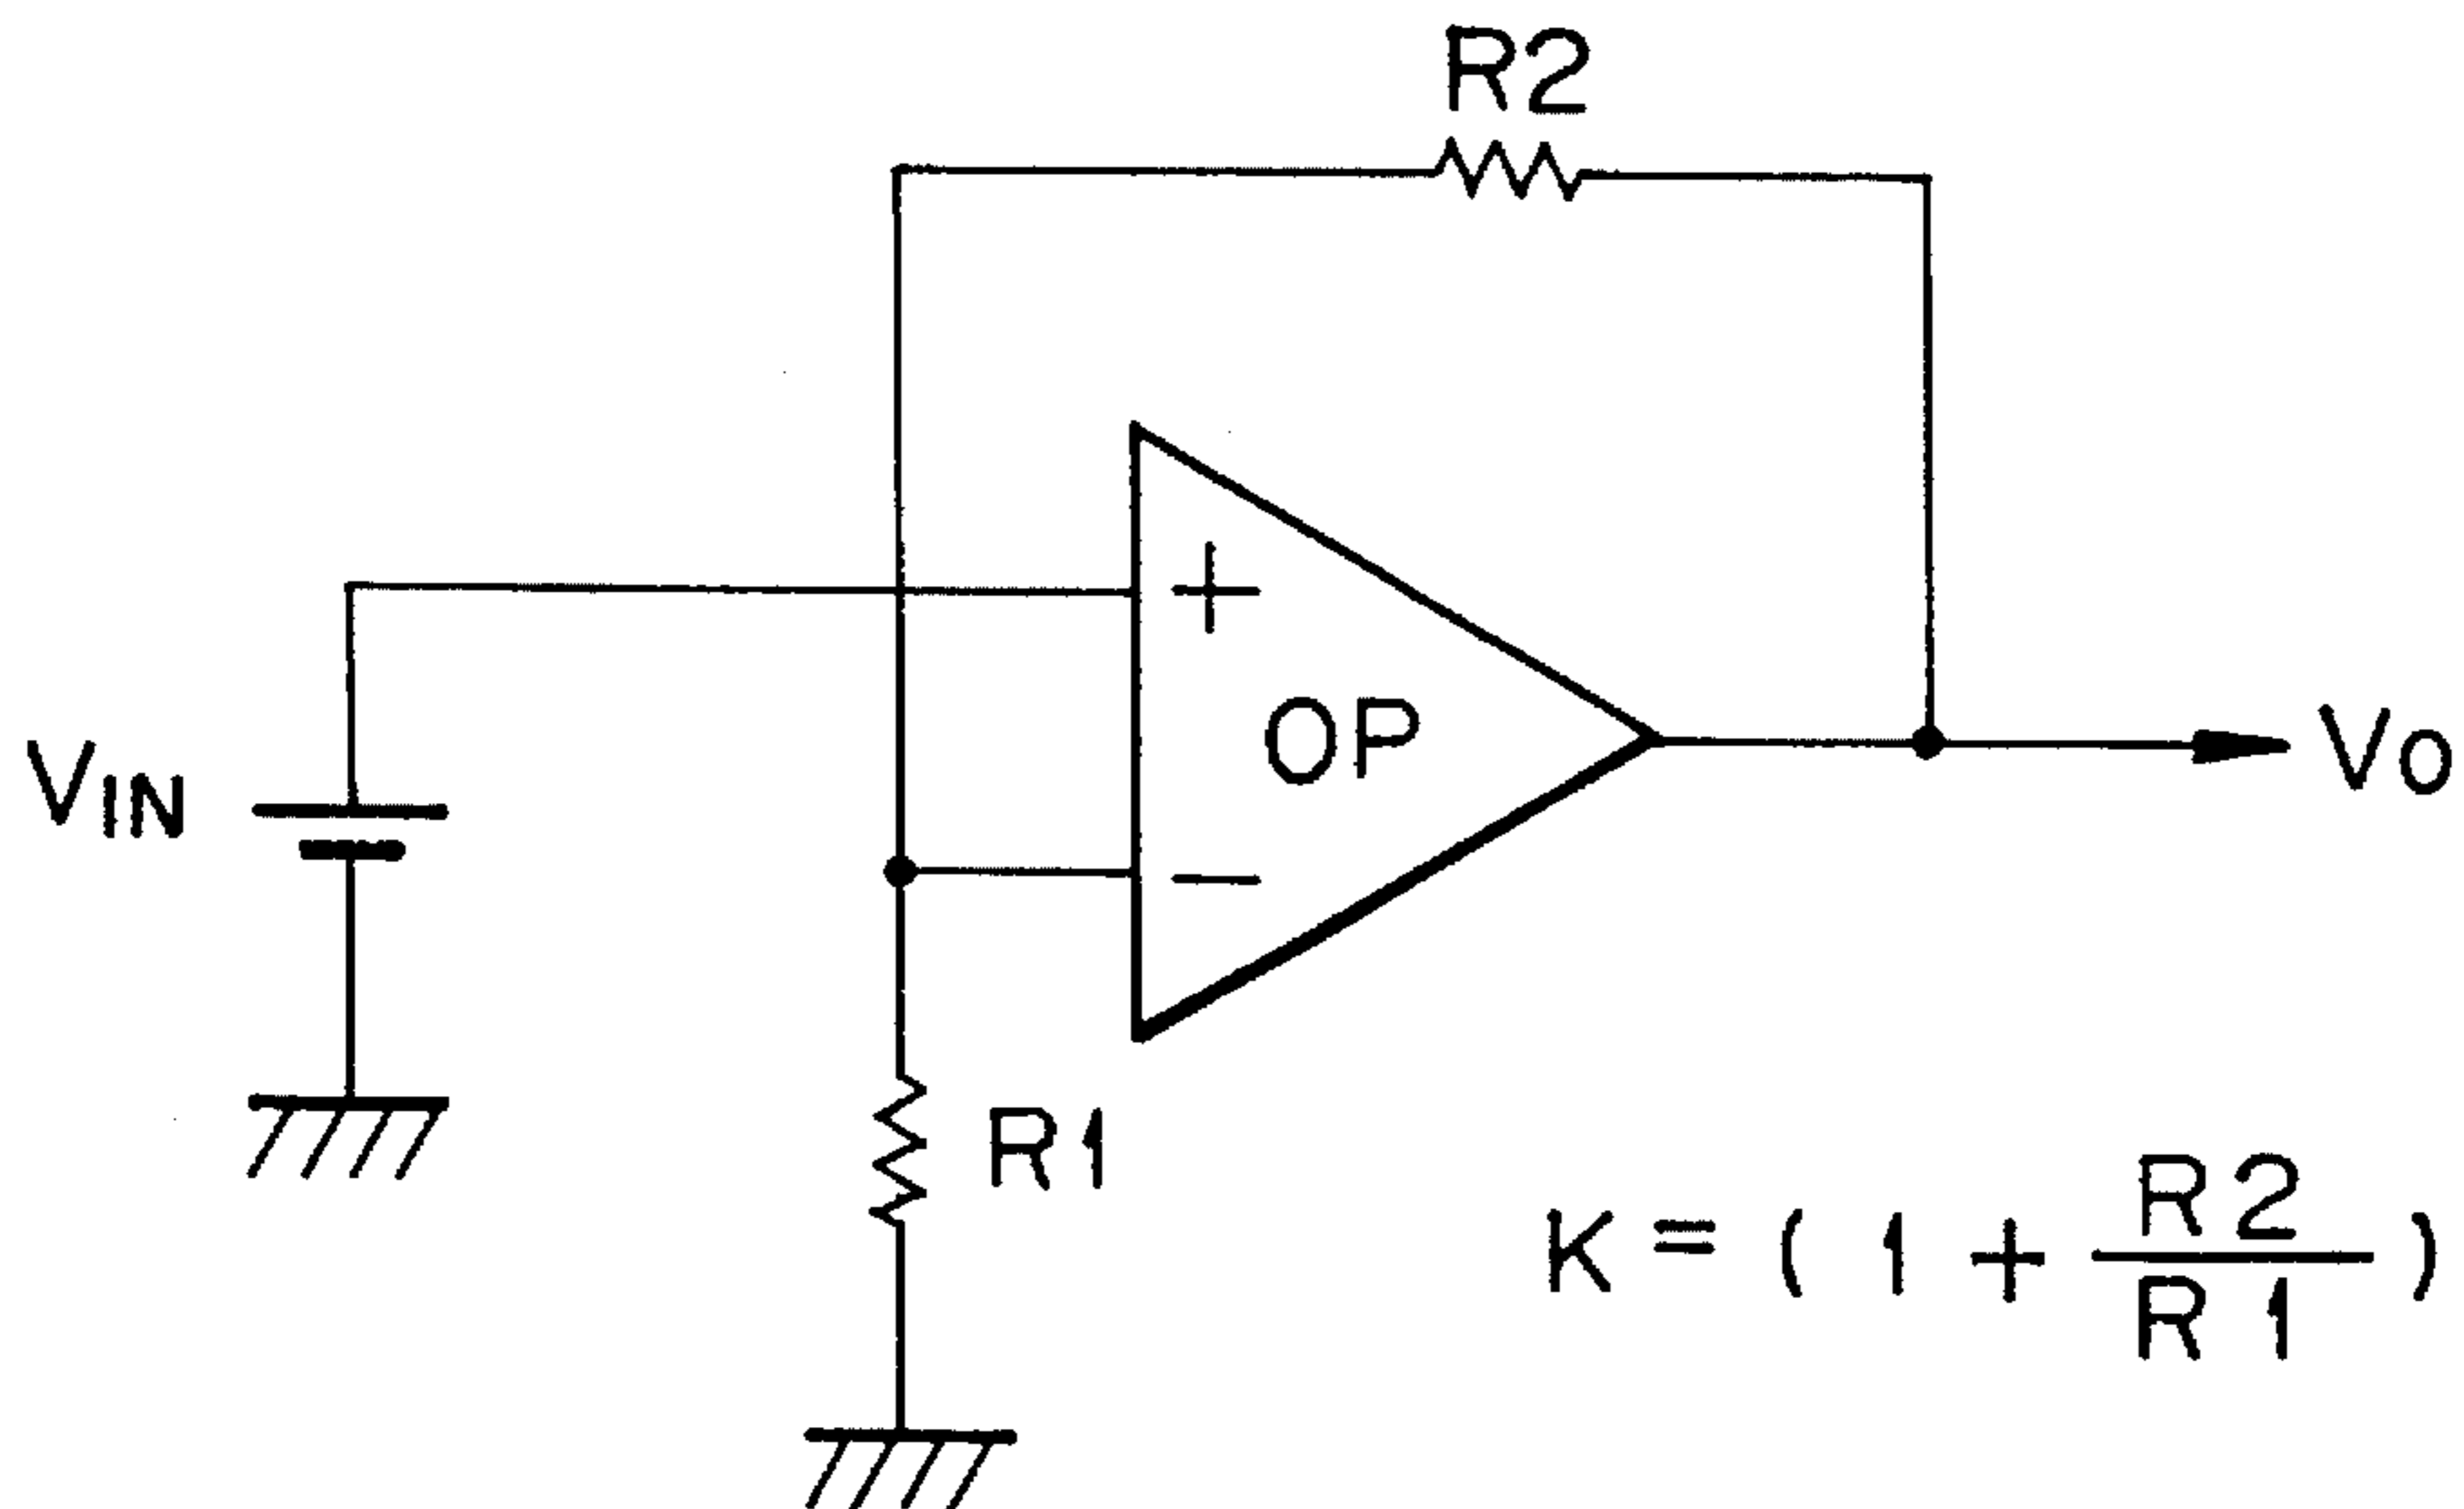 R2
+
OP
VIN
VO
−
R1
K = ( 1 + R2/R1 )